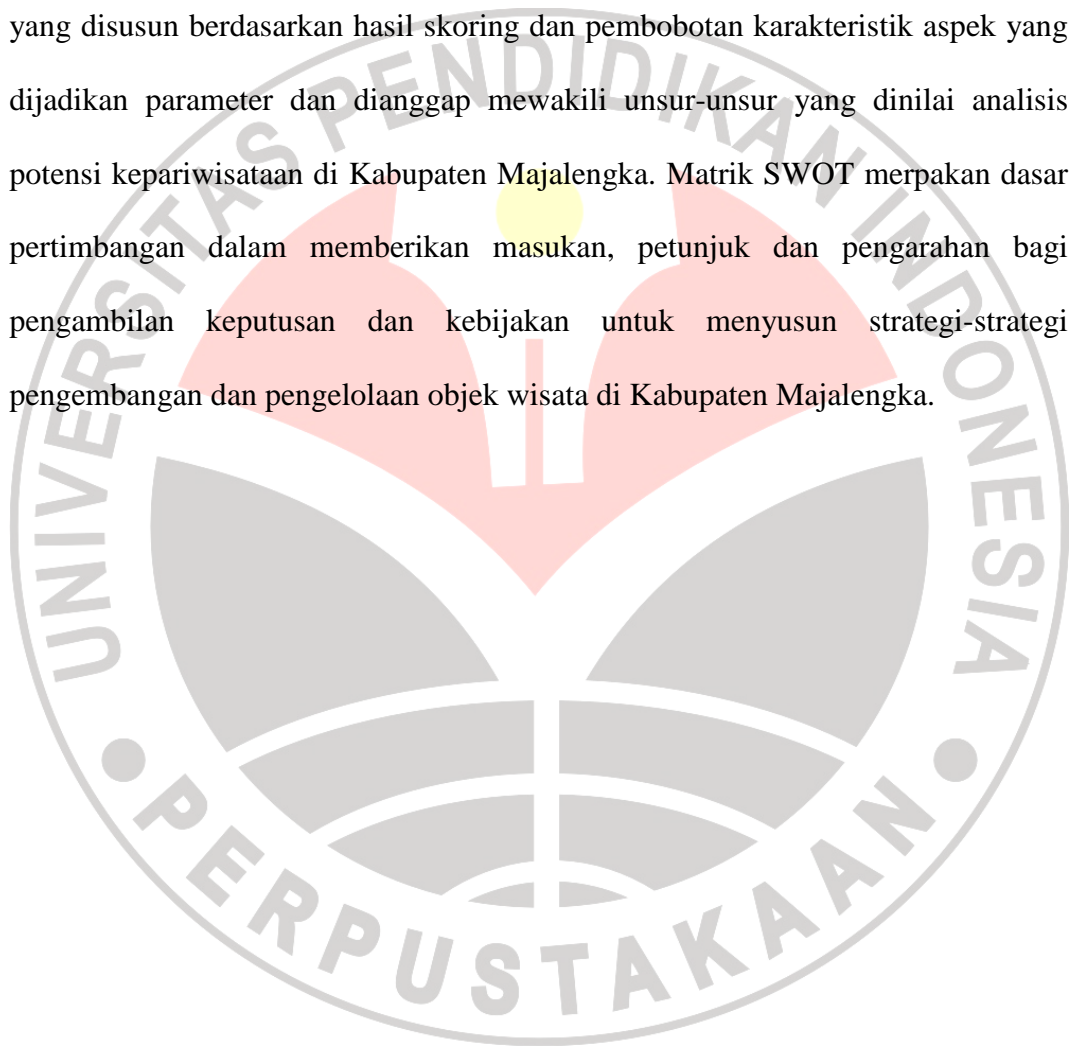 yang disusun berdasarkan hasil skoring dan pembobotan karakteristik aspek yang
dijadikan parameter dan dianggap mewakili unsur-unsur yang dinilai analisis
potensi kepariwisataan di Kabupaten Majalengka. Matrik SWOT merpakan dasar
pertimbangan dalam memberikan masukan, petunjuk dan pengarahan bagi
pengambilan keputusan dan kebijakan untuk menyusun strategi-strategi
pengembangan dan pengelolaan objek wisata di Kabupaten Majalengka.
UNIVERSITAS PENDIDIKAN INDONESIA
PERPUSTAKAAN